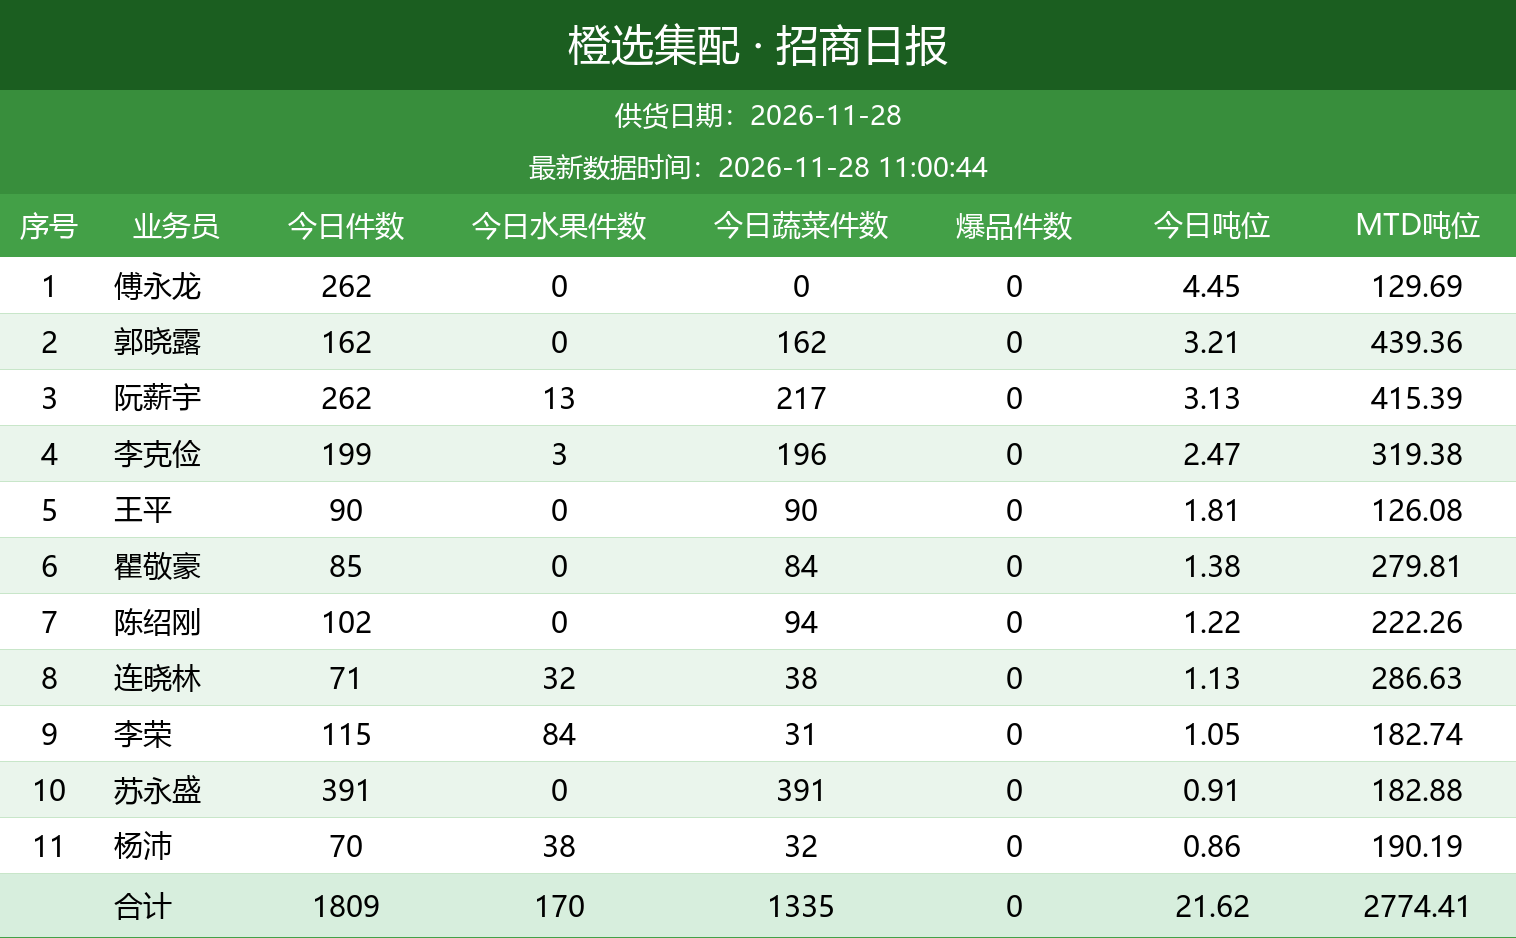 橙选集配 · 招商日报
供货日期：2026-11-28
最新数据时间：2026-11-28 11:00:44
序号 业务员 今日件数 今日水果件数 今日蔬菜件数 爆品件数 今日吨位 MTD吨位
1 傅永龙 262 0 0 0 4.45 129.69
2 郭晓露 162 0 162 0 3.21 439.36
3 阮薪宇 262 13 217 0 3.13 415.39
4 李克俭 199 3 196 0 2.47 319.38
5 王平 90 0 90 0 1.81 126.08
6 瞿敬豪 85 0 84 0 1.38 279.81
7 陈绍刚 102 0 94 0 1.22 222.26
8 连晓林 71 32 38 0 1.13 286.63
9 李荣 115 84 31 0 1.05 182.74
10 苏永盛 391 0 391 0 0.91 182.88
11 杨沛 70 38 32 0 0.86 190.19
合计 1809 170 1335 0 21.62 2774.41